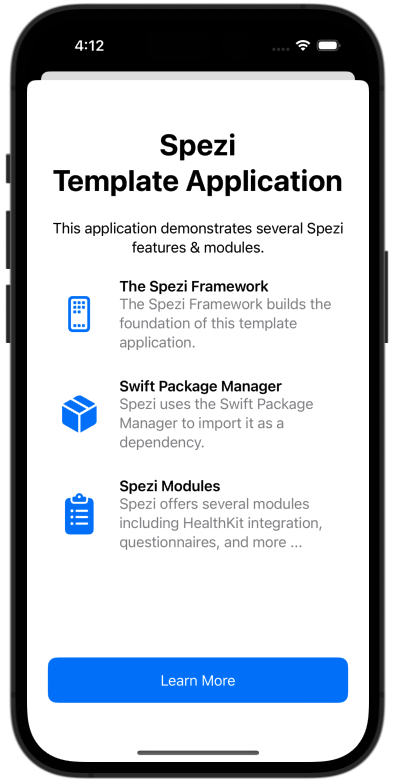 4:12
Spezi
Template Application
This application demonstrates several Spezi
features & modules.
The Spezi Framework
The Spezi Framework builds the
foundation of this template
application.
Swift Package Manager
Spezi uses the Swift Package
Manager to import it as a
dependency.
Spezi Modules
Spezi offers several modules
including HealthKit integration,
questionnaires, and more ...
Learn More